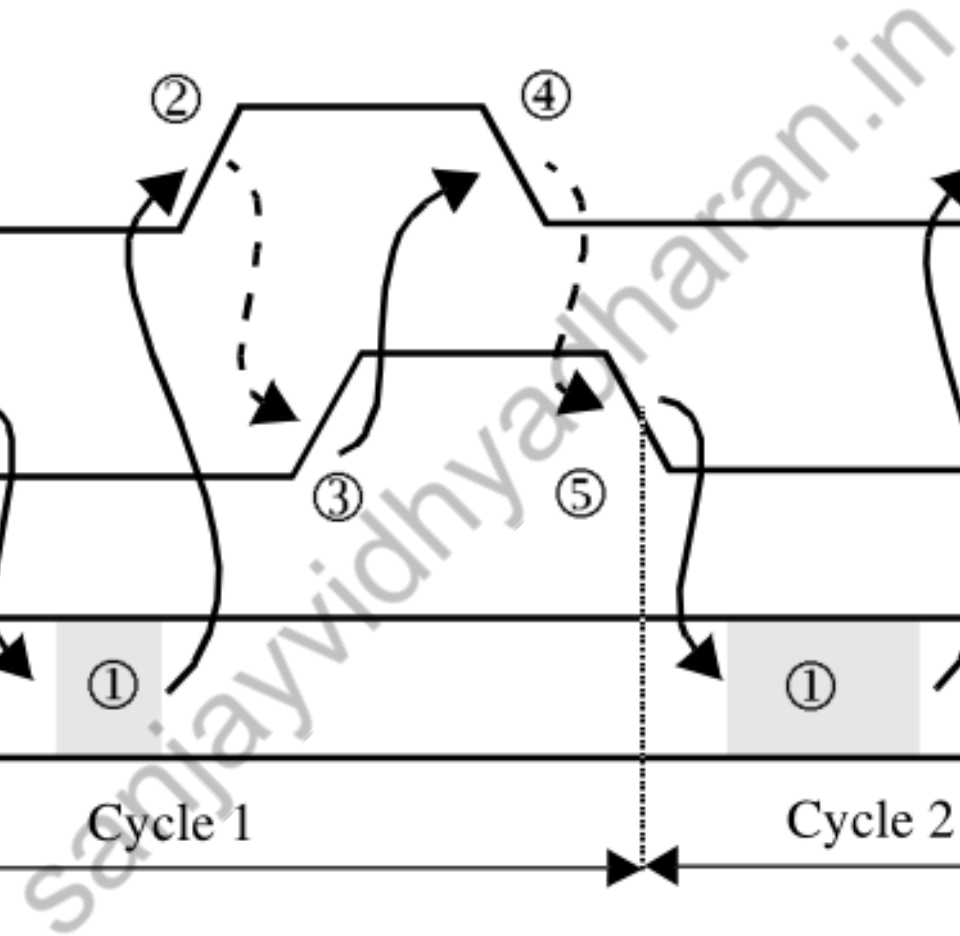 ② ④
③ ⑤
① ①
Cycle 1 Cycle 2
sanjayvidhyadharan.in